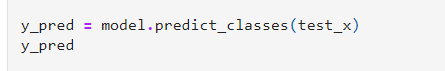 y_pred = model.predict_classes(test_x)
y_pred